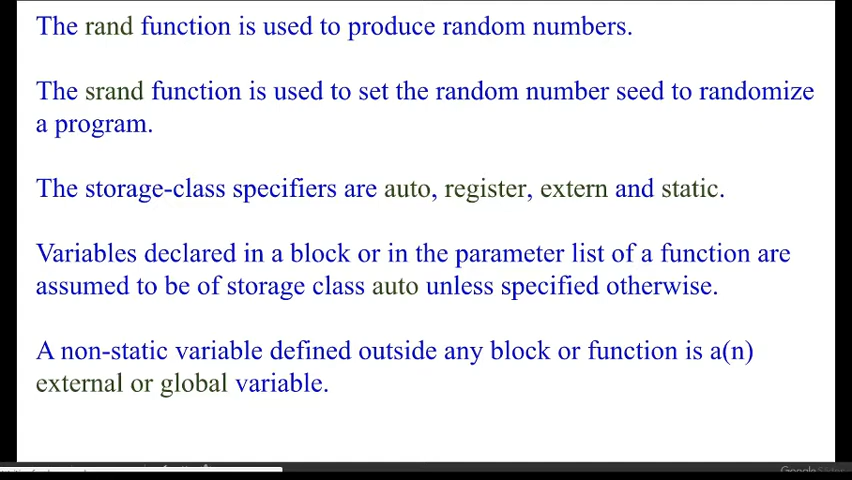 The rand function is used to produce random numbers.
The srand function is used to set the random number seed to randomize
a program.
The storage-class specifiers are auto, register, extern and static.
Variables declared in a block or in the parameter list of a function are
assumed to be of storage class auto unless specified otherwise.
A non-static variable defined outside any block or function is a(n)
external or global variable.
Google Slides